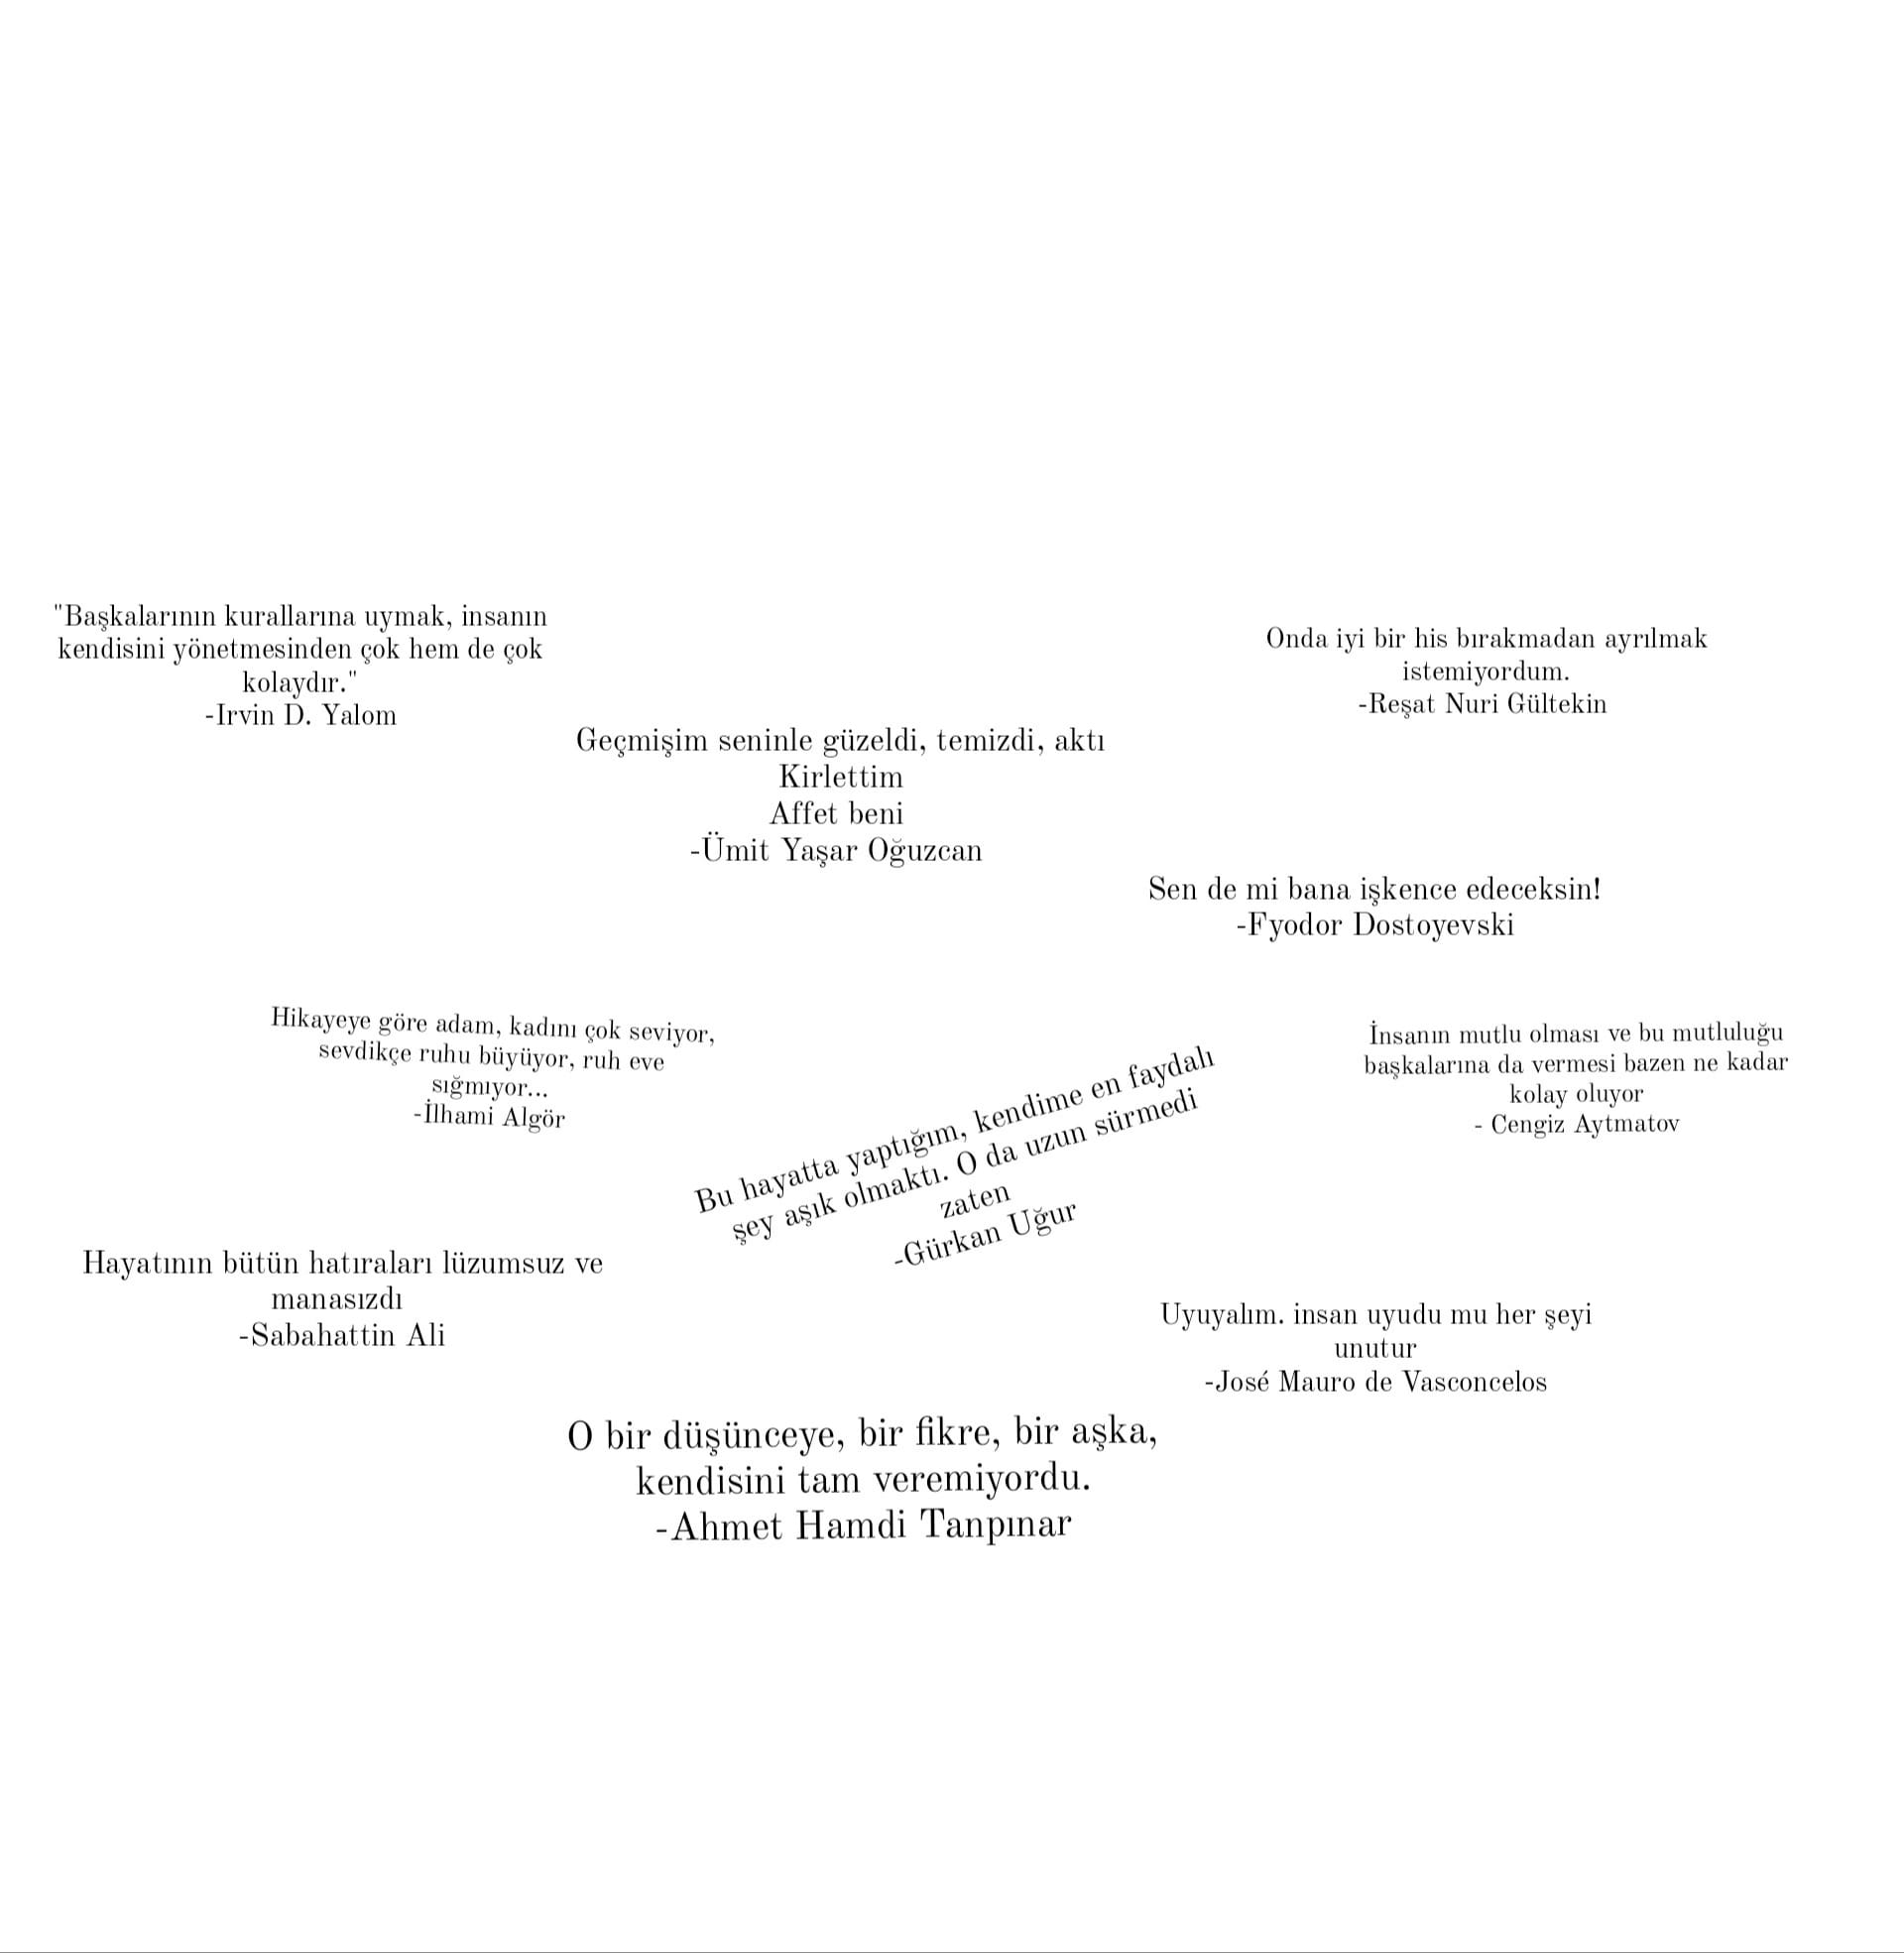 "Başkalarının kurallarına uymak, insanın
kendisini yönetmesinden çok hem de çok
kolaydır."
-Irvin D. Yalom
Onda iyi bir his bırakmadan ayrılmak
istemiyordum.
-Reşat Nuri Gültekin
Geçmişim seninle güzeldi, temizdi, aktı
Kirlettim
Affet beni
-Ümit Yaşar Oğuzcan
Sen de mi bana işkence edeceksin!
-Fyodor Dostoyevski
Hikayeye göre adam, kadını çok seviyor,
sevdikçe ruhu büyüyor, ruh eve
sığmıyor...
-İlhami Algör
İnsanın mutlu olması ve bu mutluluğu
başkalarına da vermesi bazen ne kadar
kolay oluyor
- Cengiz Aytmatov
Bu hayatta yaptığım, kendime en faydalı
şey aşık olmaktı. O da uzun sürmedi
zaten
-Gürkan Uğur
Hayatının bütün hatıraları lüzumsuz ve
manasızdı
-Sabahattin Ali
Uyuyalım. insan uyudu mu her şeyi
unutur
-José Mauro de Vasconcelos
O bir düşünceye, bir fikre, bir aşka,
kendisini tam veremiyordu.
-Ahmet Hamdi Tanpınar